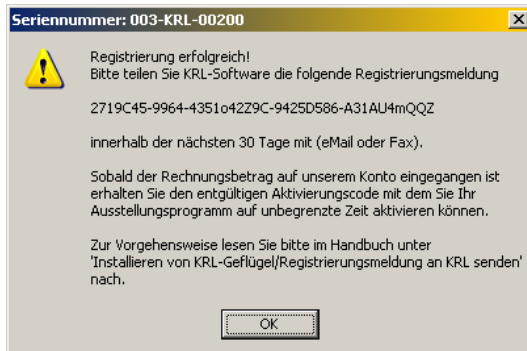 Seriennummer: 003-KRL-00200
Registrierung erfolgreich!
Bitte teilen Sie KRL-Software die folgende Registrierungsmeldung
2719C45-9964-4351o42Z9C-9425D586-A31AU4mQQZ
innerhalb der nächsten 30 Tage mit (eMail oder Fax).
Sobald der Rechnungsbetrag auf unserem Konto eingegangen ist
erhalten Sie den entgültigen Aktivierungscode mit dem Sie Ihr
Ausstellungsprogramm auf unbegrenzte Zeit aktivieren können.
Zur Vorgehensweise lesen Sie bitte im Handbuch unter
'Installieren von KRL-Geflügel/Registrierungsmeldung an KRL senden'
nach.
OK